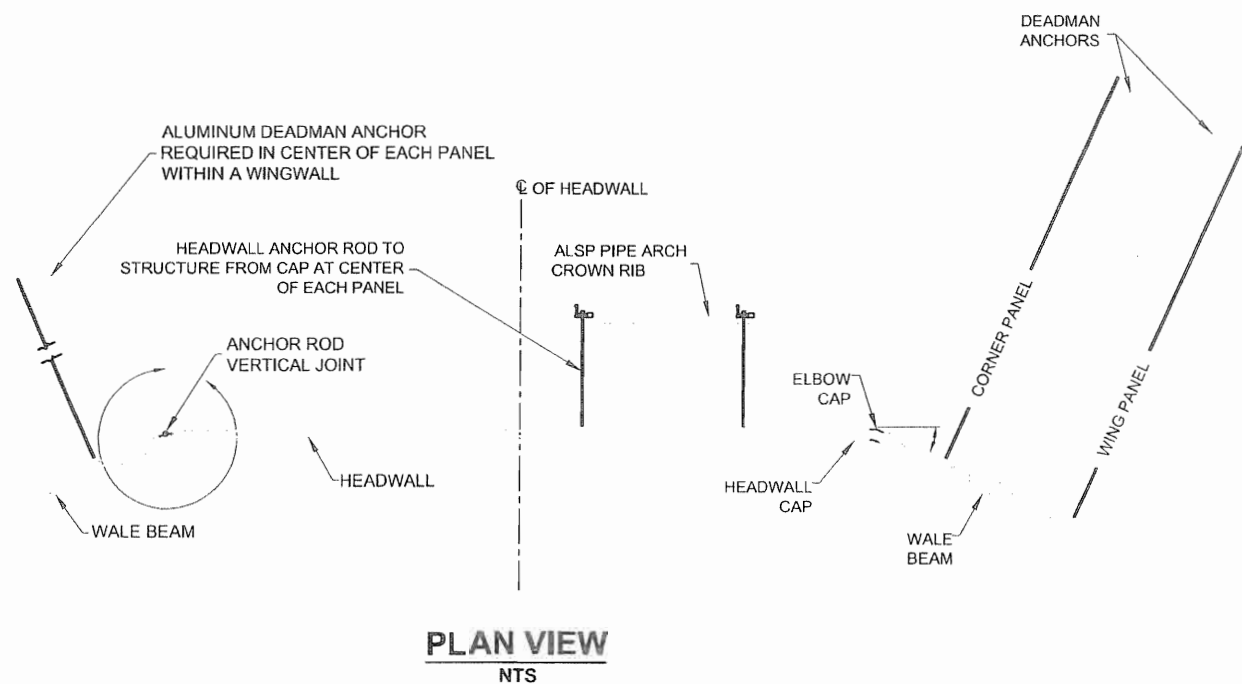 DEADMAN
ANCHORS
ALUMINUM DEADMAN ANCHOR
REQUIRED IN CENTER OF EACH PANEL
WITHIN A WINGWALL
℄ OF HEADWALL
HEADWALL ANCHOR ROD TO
STRUCTURE FROM CAP AT CENTER
OF EACH PANEL
ALSP PIPE ARCH
CROWN RIB
ANCHOR ROD
VERTICAL JOINT
CORNER PANEL
WING PANEL
ELBOW
CAP
HEADWALL
HEADWALL
CAP
WALE BEAM
WALE
BEAM
PLAN VIEW
NTS